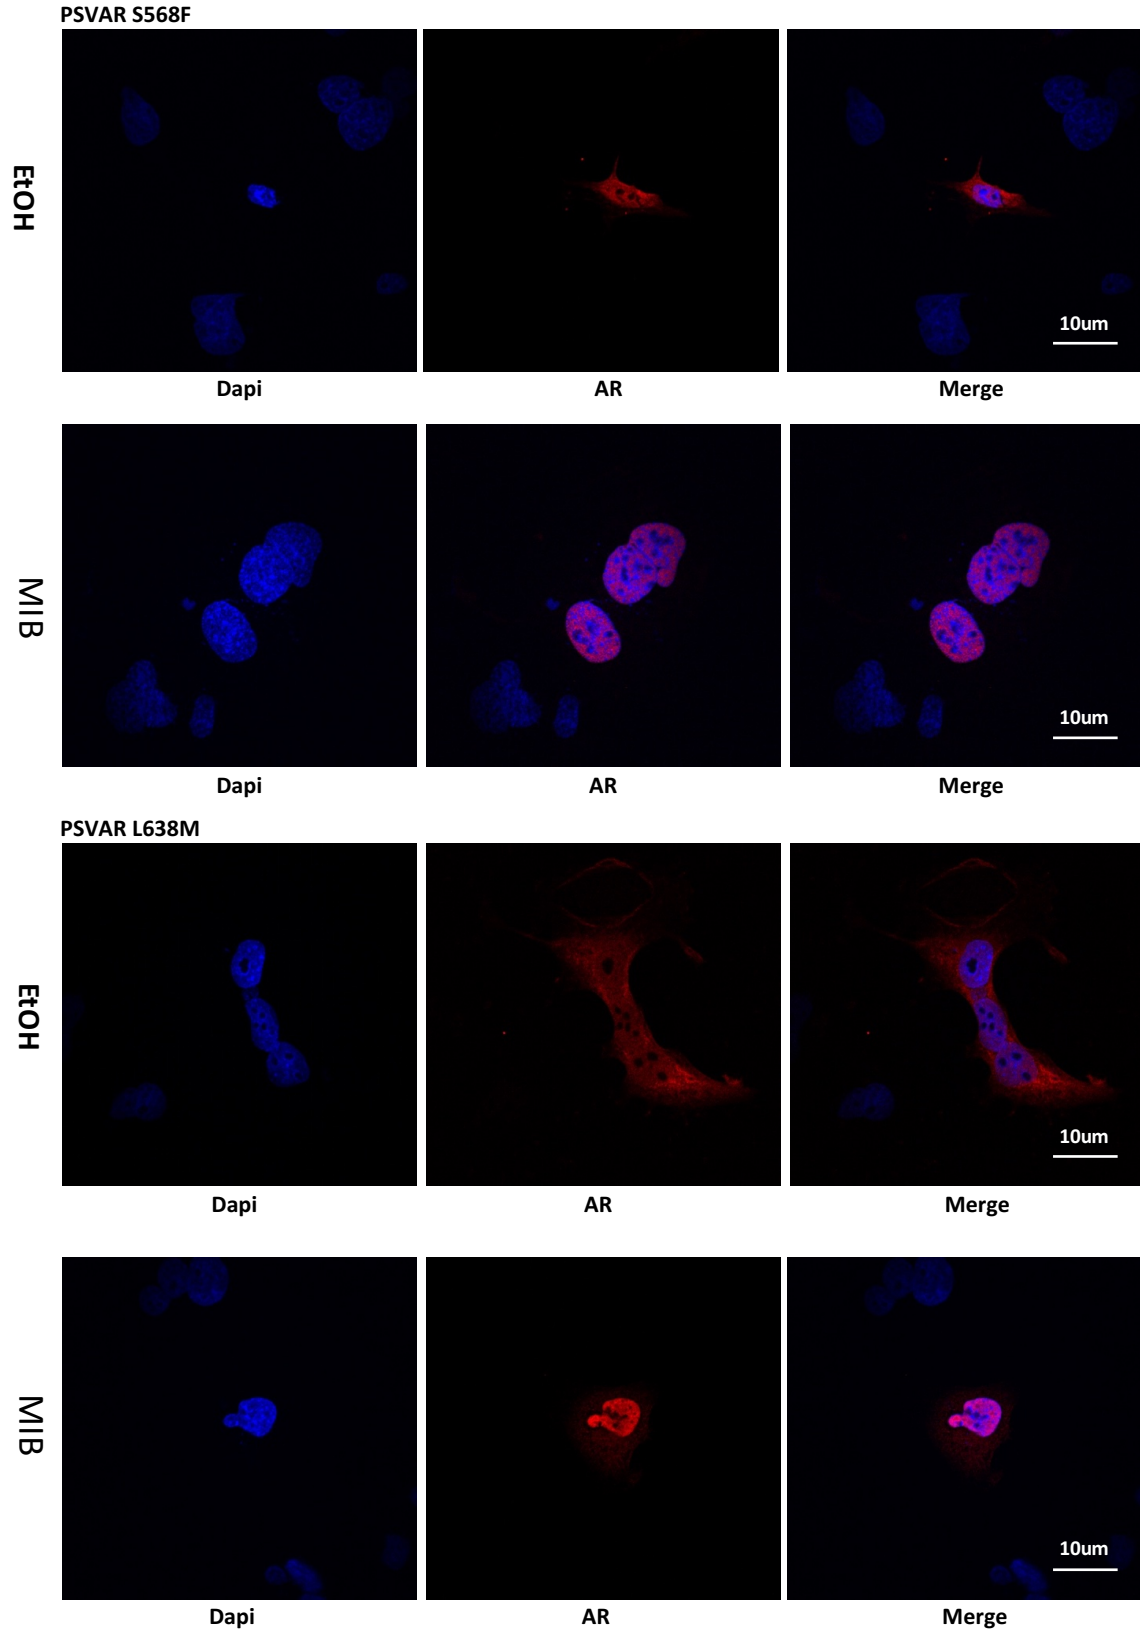 PSVAR S568F
EtOH
10um
Dapi AR Merge
MIB
10um
Dapi AR Merge
PSVAR L638M
EtOH
10um
Dapi AR Merge
MIB
10um
Dapi AR Merge